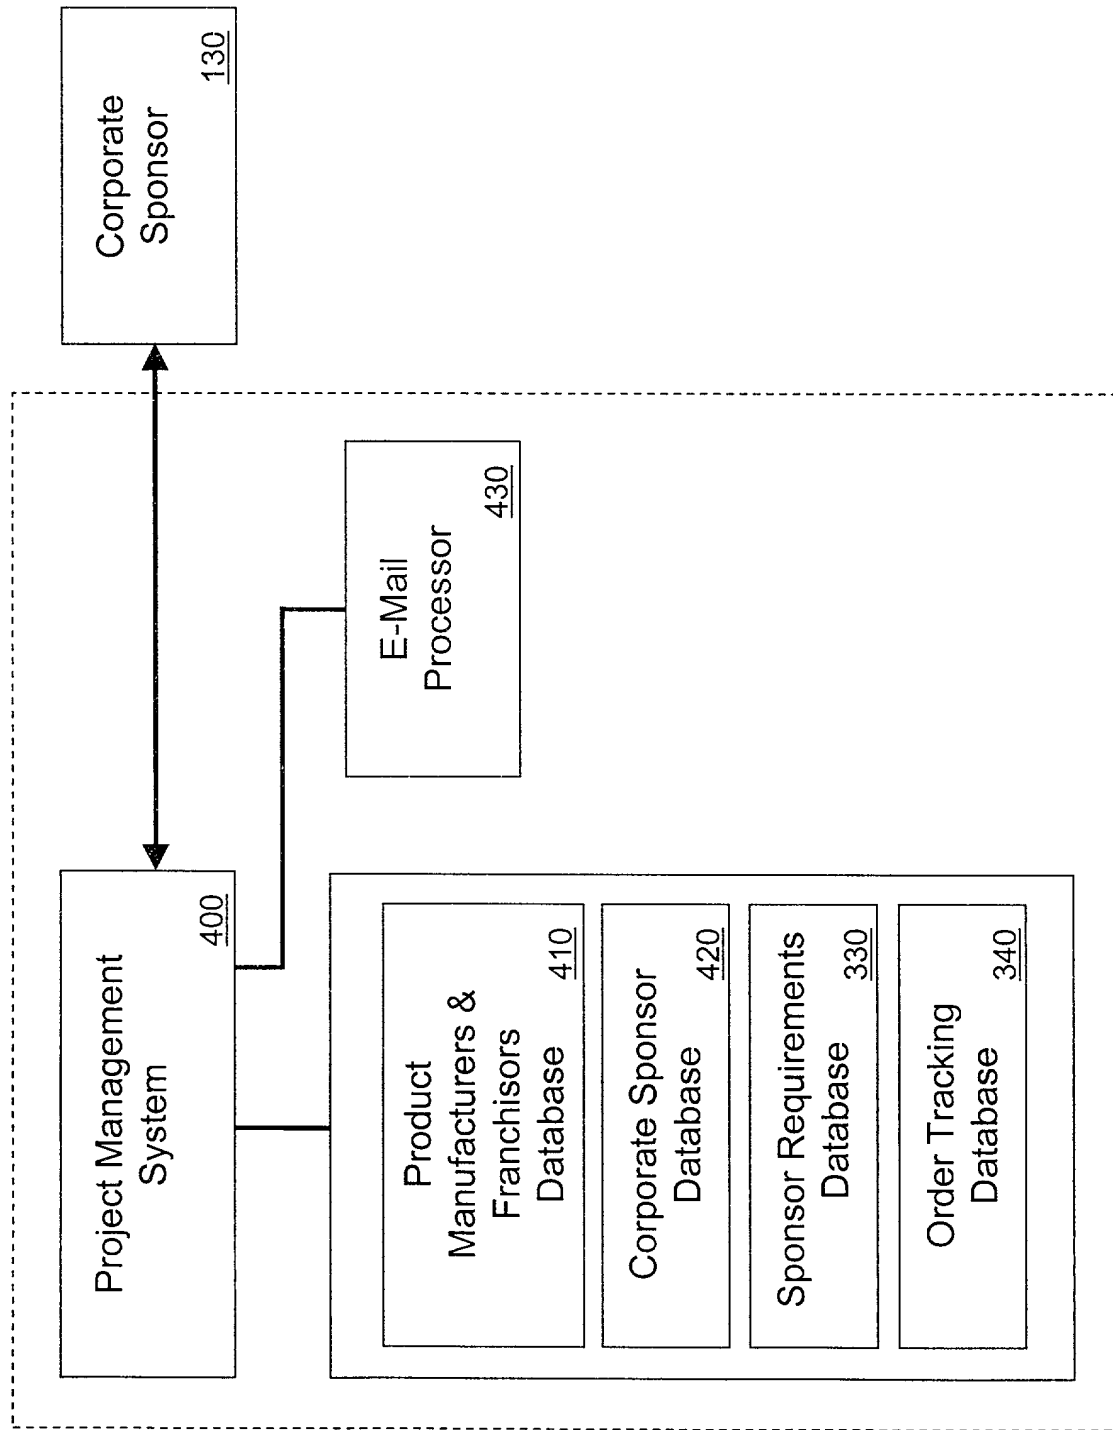 Project Management
System
400
Corporate
Sponsor
130
E-Mail
Processor
430
Product
Manufacturers &
Franchisors
Database
410
Corporate Sponsor
Database
420
Sponsor Requirements
Database
330
Order Tracking
Database
340